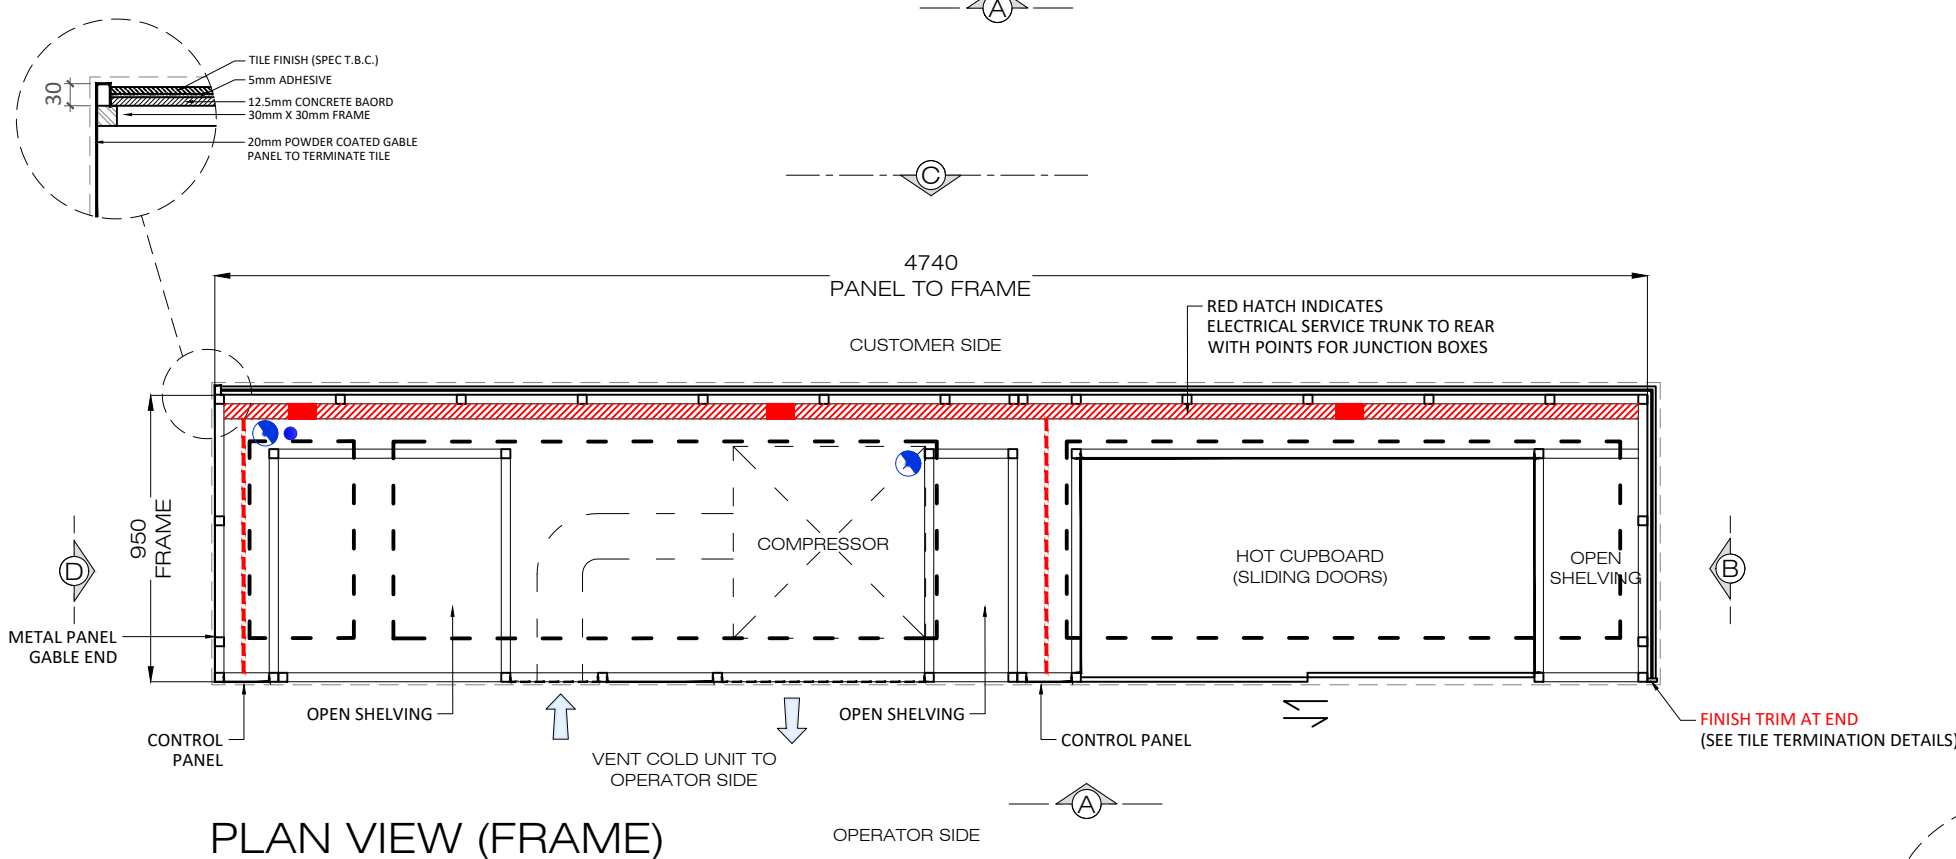 A
TILE FINISH (SPEC T.B.C.)
5mm ADHESIVE
12.5mm CONCRETE BAORD
30mm X 30mm FRAME
20mm POWDER COATED GABLE
PANEL TO TERMINATE TILE
30
C
4740
PANEL TO FRAME
CUSTOMER SIDE
RED HATCH INDICATES
ELECTRICAL SERVICE TRUNK TO REAR
WITH POINTS FOR JUNCTION BOXES
950
FRAME
COMPRESSOR
HOT CUPBOARD
(SLIDING DOORS)
OPEN
SHELVING
D
B
METAL PANEL
GABLE END
OPEN SHELVING
OPEN SHELVING
CONTROL
PANEL
CONTROL PANEL
VENT COLD UNIT TO
OPERATOR SIDE
FINISH TRIM AT END
(SEE TILE TERMINATION DETAILS)
A
PLAN VIEW (FRAME)
OPERATOR SIDE